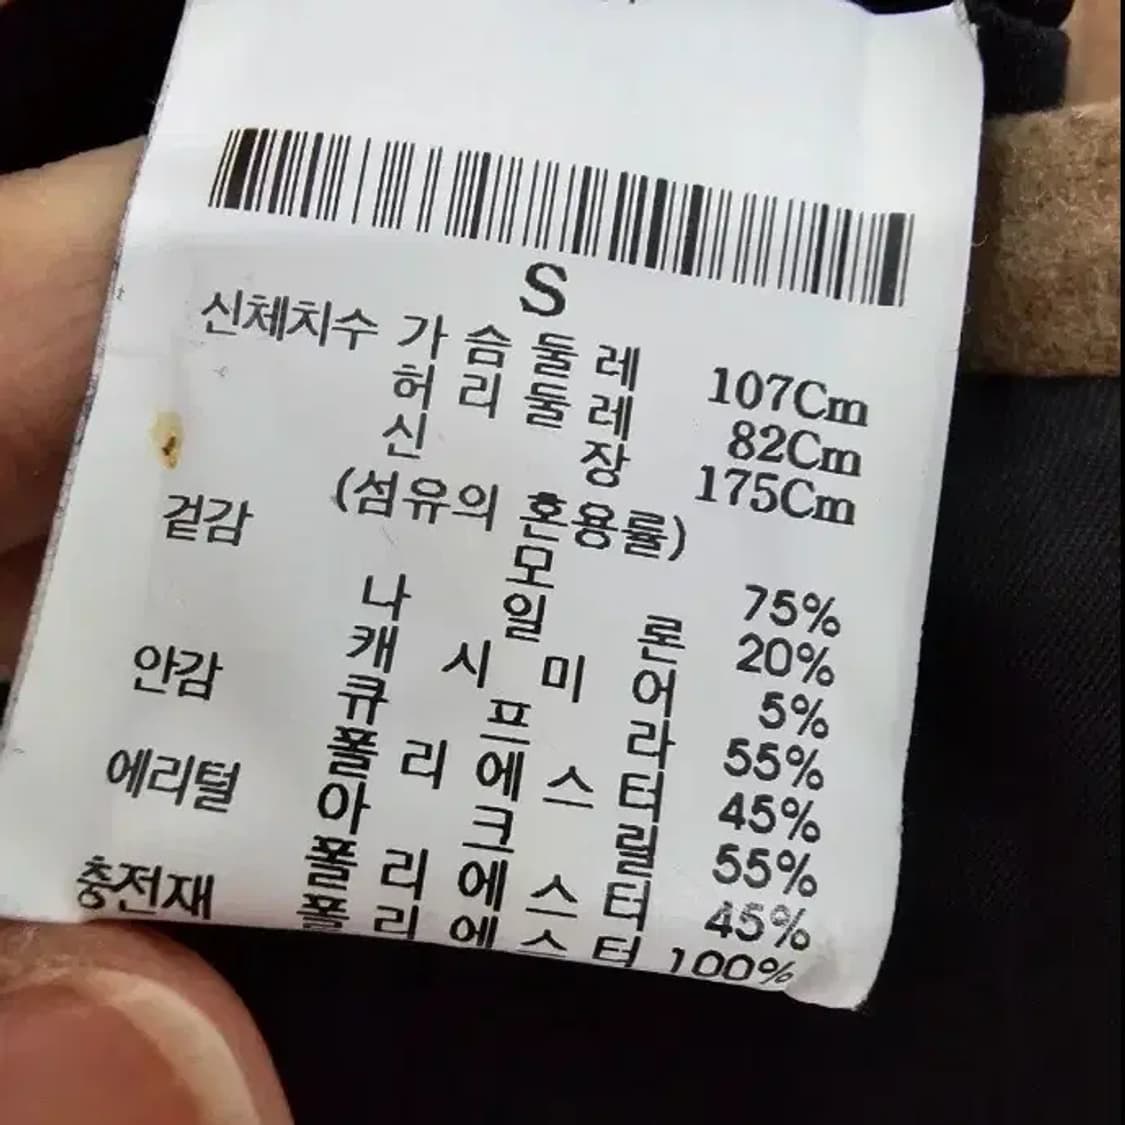 S
신체치수 가슴둘레 107Cm
허리둘레 82Cm
신장 175Cm
(섬유의 혼용률)
겉감 모 75%
나일론 20%
캐시미어 5%
안감 큐프라 55%
폴리에스터 45%
에리털 아크릴 55%
폴리에스터 45%
충전재 폴리에스터 100%